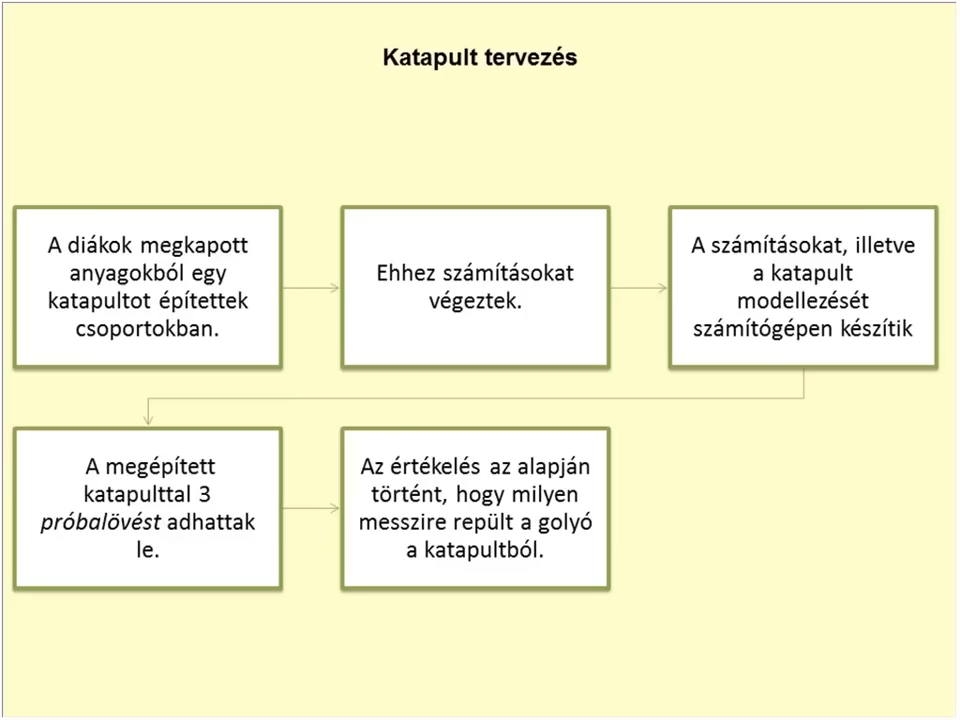 Katapult tervezés
A diákok megkapott
anyagokból egy
katapultot építettek
csoportokban.
Ehhez számításokat
végeztek.
A számításokat, illetve
a katapult
modellezését
számítógépen készítik
A megépített
katapulttal 3
próbalövést adhattak
le.
Az értékelés az alapján
történt, hogy milyen
messzire repült a golyó
a katapultból.